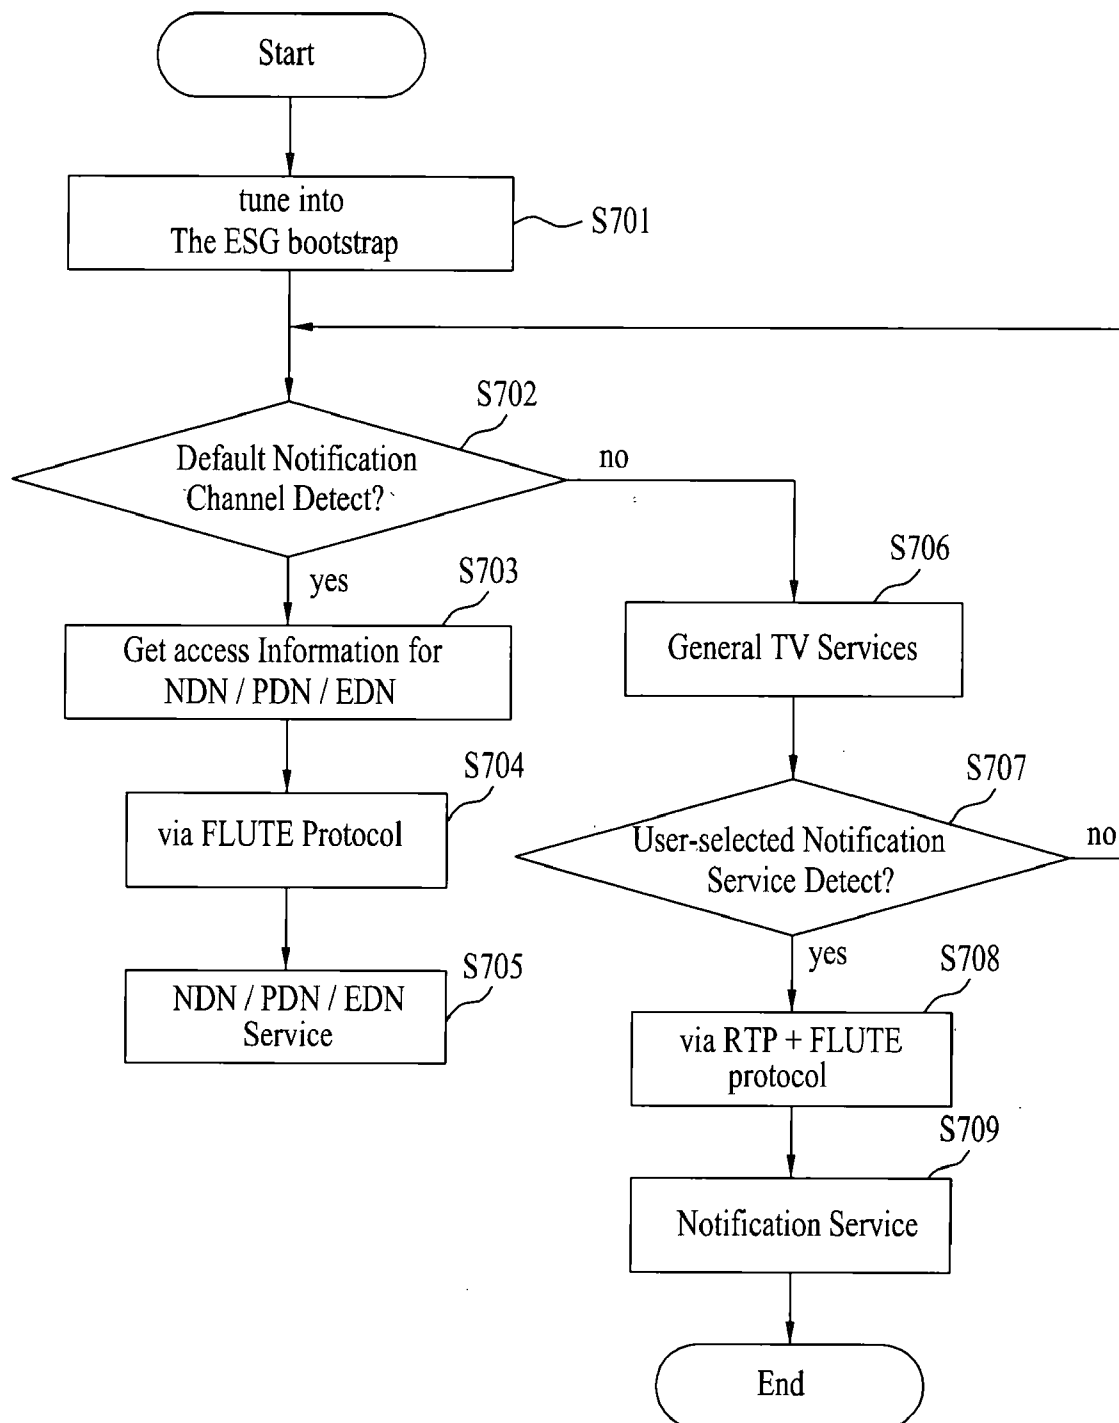 Start
tune into
The ESG bootstrap
S701
S702
Default Notification
Channel Detect?
no
yes
S703
Get access Information for
NDN / PDN / EDN
S704
via FLUTE Protocol
S705
NDN / PDN / EDN
Service
S706
General TV Services
S707
User-selected Notification
Service Detect?
no
yes
S708
via RTP + FLUTE
protocol
S709
Notification Service
End